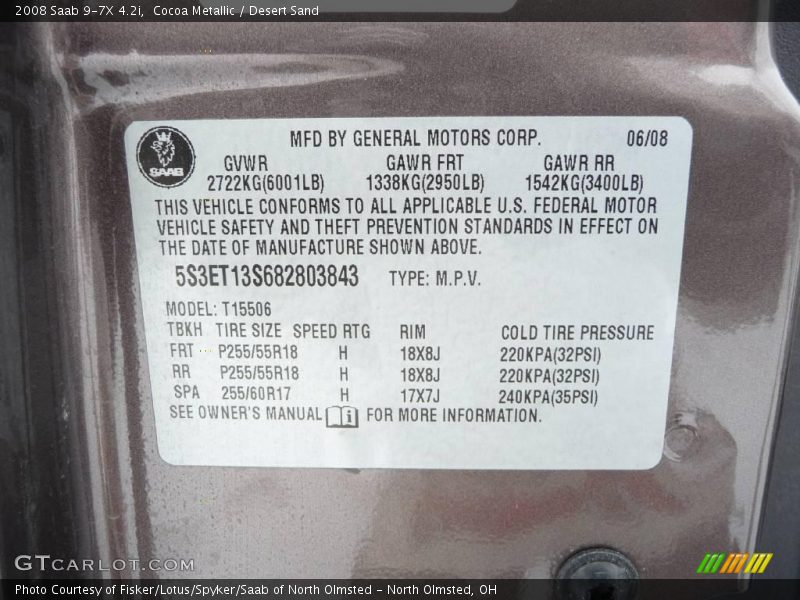 2008 Saab 9-7X 4.2i,  Cocoa Metallic / Desert Sand
MFD BY GENERAL MOTORS CORP. 06/08
SAAB
GVWR GAWR FRT GAWR RR
2722KG(6001LB) 1338KG(2950LB) 1542KG(3400LB)
THIS VEHICLE CONFORMS TO ALL APPLICABLE U.S. FEDERAL MOTOR
VEHICLE SAFETY AND THEFT PREVENTION STANDARDS IN EFFECT ON
THE DATE OF MANUFACTURE SHOWN ABOVE.
5S3ET13S682803843 TYPE: M.P.V.
MODEL: T15506
TBKH TIRE SIZE SPEED RTG RIM COLD TIRE PRESSURE
FRT P255/55R18 H 18X8J 220KPA(32PSI)
RR P255/55R18 H 18X8J 220KPA(32PSI)
SPA 255/60R17 H 17X7J 240KPA(35PSI)
SEE OWNER'S MANUAL FOR MORE INFORMATION.
GTCARLOT.COM
Photo Courtesy of Fisker/Lotus/Spyker/Saab of North Olmsted - North Olmsted, OH